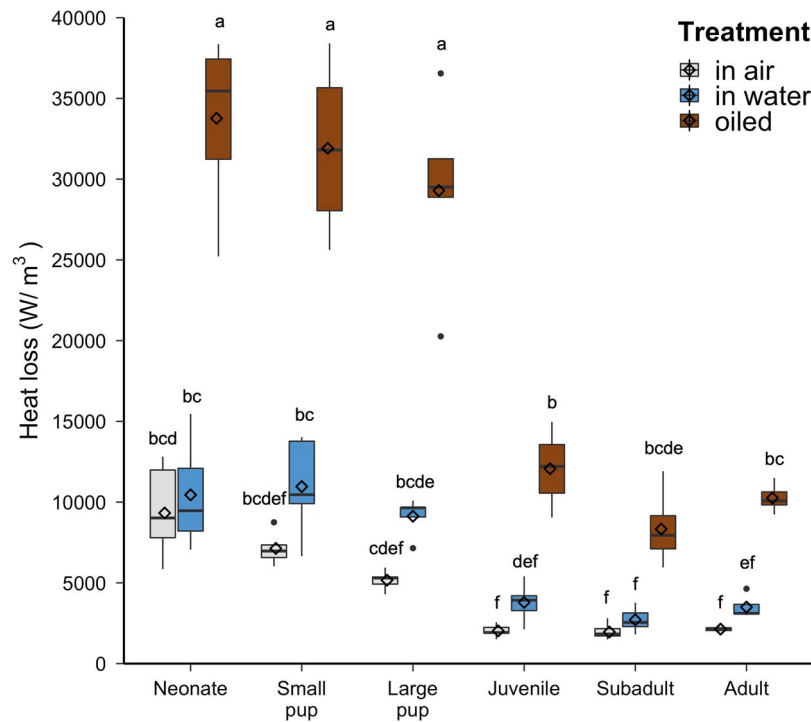 40000
35000
30000
25000
20000
15000
10000
5000
0
Heat loss (W/ m³ )
a
a
a
Treatment
in air
in water
oiled
bcd
bc
bcdef
bc
cdef
bcde
f
def
b
f
f
bcde
f
ef
bc
Neonate
Small
pup
Large
pup
Juvenile
Subadult
Adult